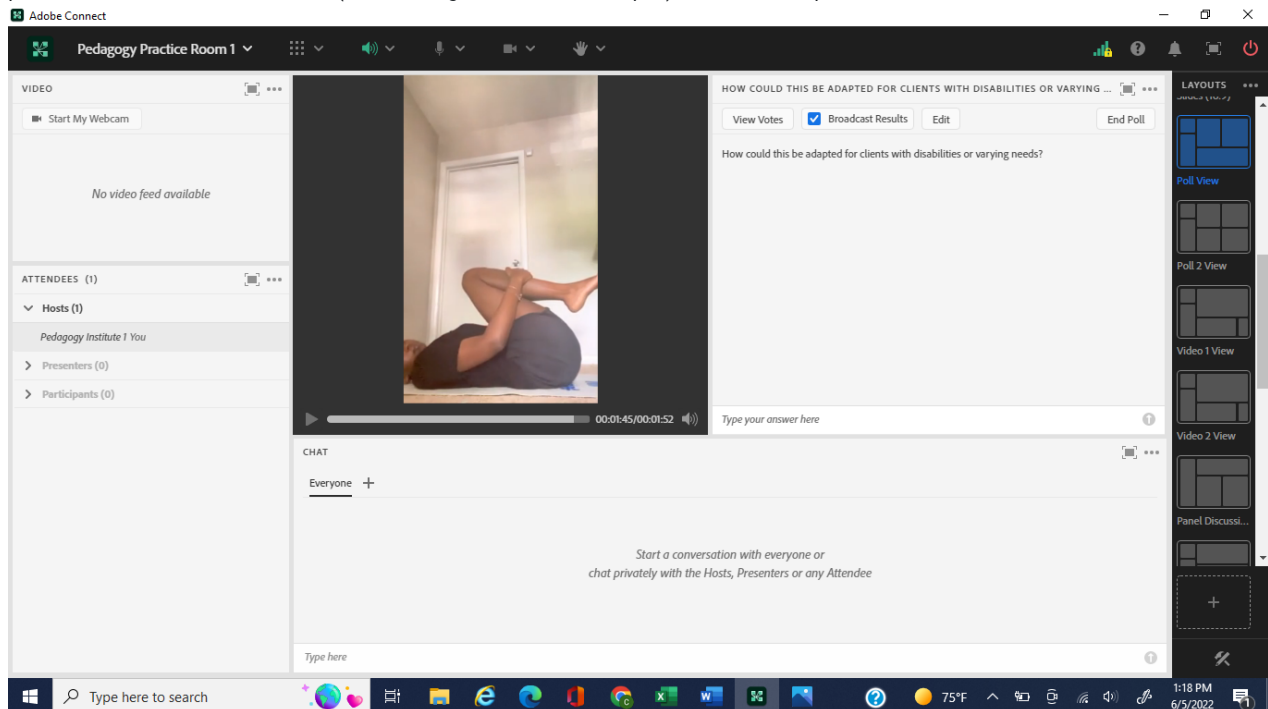 Adobe Connect
Pedagogy Practice Room 1
VIDEO
Start My Webcam
No video feed available
ATTENDEES (1)
Hosts (1)
Pedagogy Institute 1 You
Presenters (0)
Participants (0)
00:01:45/00:01:52
HOW COULD THIS BE ADAPTED FOR CLIENTS WITH DISABILITIES OR VARYING ...
View Votes Broadcast Results Edit End Poll
How could this be adapted for clients with disabilities or varying needs?
Type your answer here
CHAT
Everyone +
Start a conversation with everyone or
chat privately with the Hosts, Presenters or any Attendee
Type here
LAYOUTS
Poll View
Poll 2 View
Video 1 View
Video 2 View
Panel Discussi...
Type here to search
75°F
1:18 PM
6/5/2022